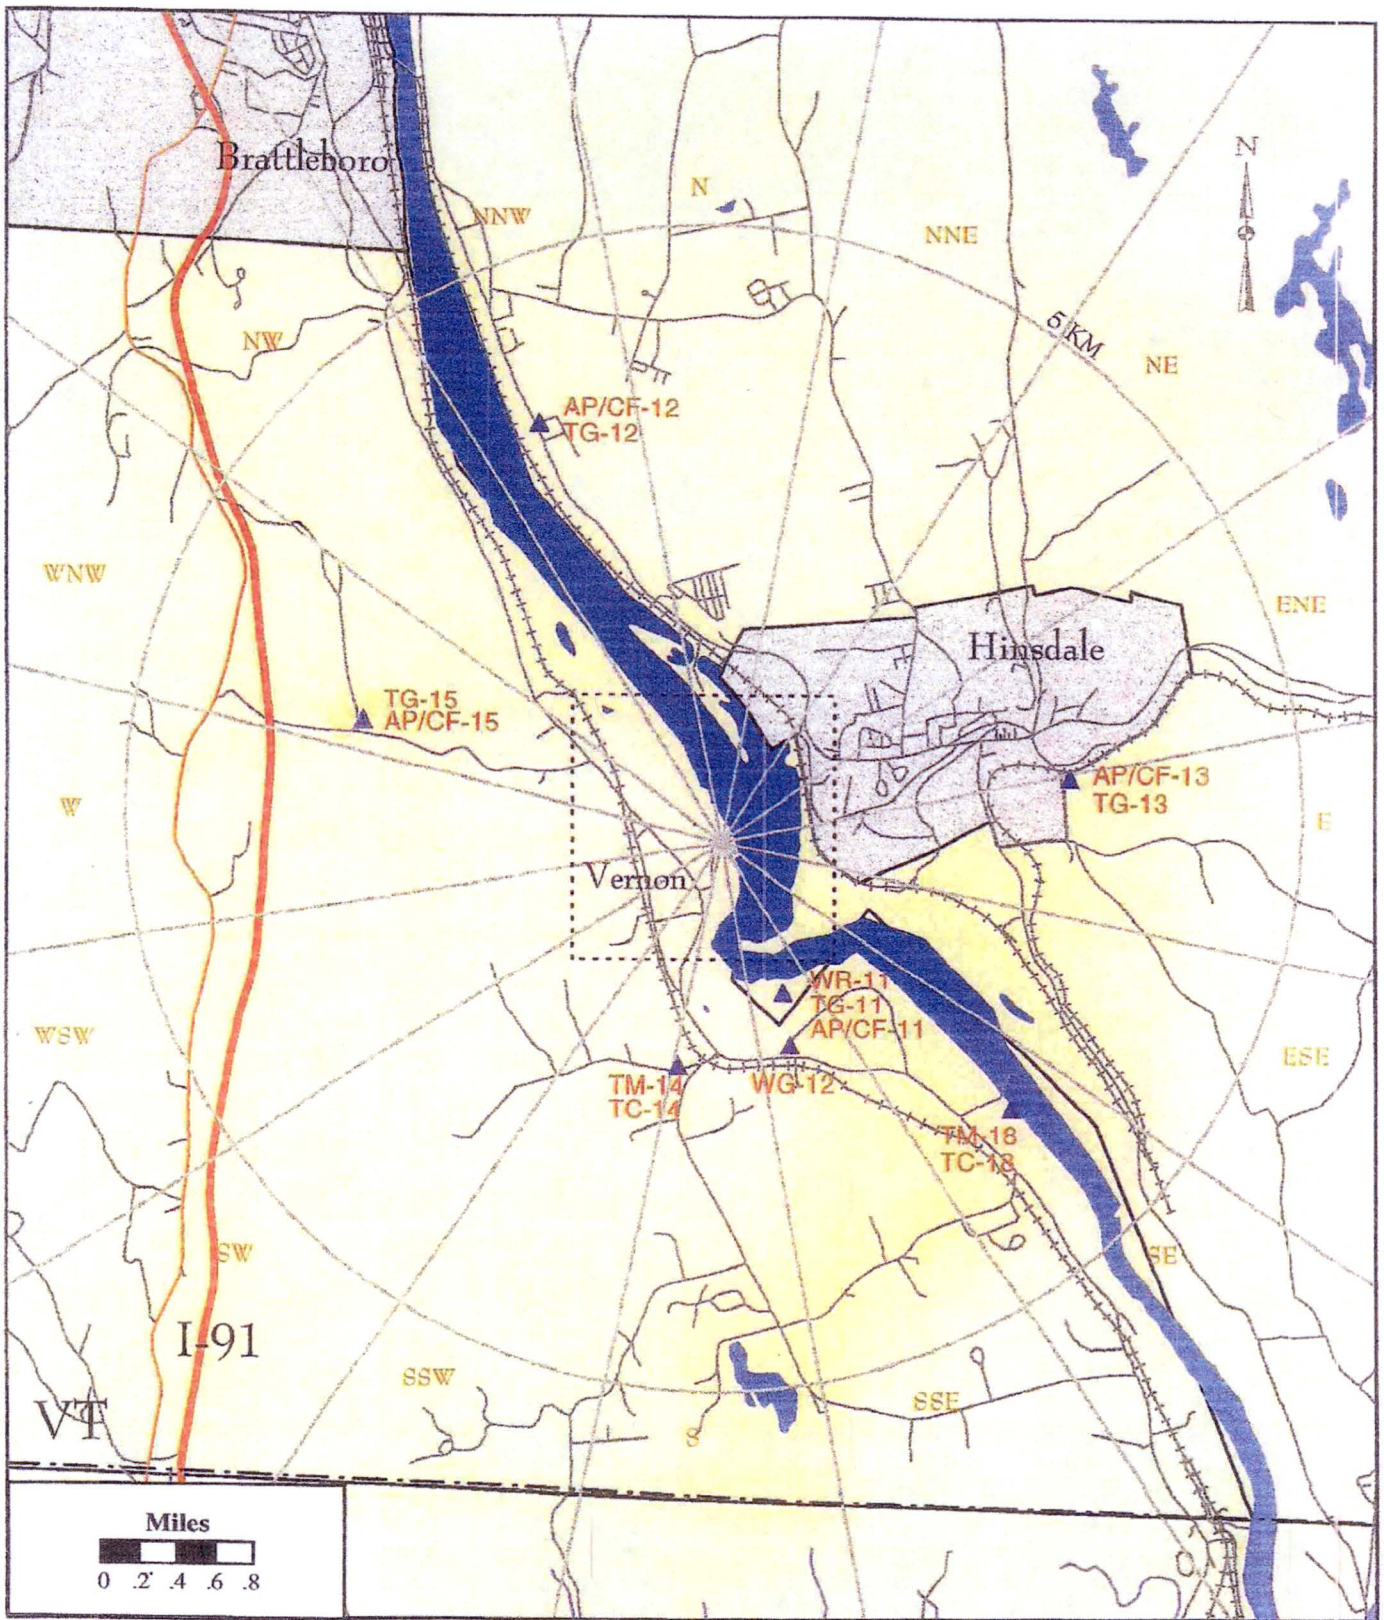 Brattleboro
N
NNW
N
NNE
5 KM
NW
NE
AP/CF-12
TG-12
WNW
ENE
Hinsdale
TG-15
AP/CF-15
AP/CF-13
TG-13
W
E
Vernon
WR-11
TG-11
AP/CF-11
WSW
ESE
TM-14
TC-14
WG-12
TM-18
TC-18
SW
SE
I-91
SSW
SSE
S
VT
Miles
0 .2 .4 .6 .8